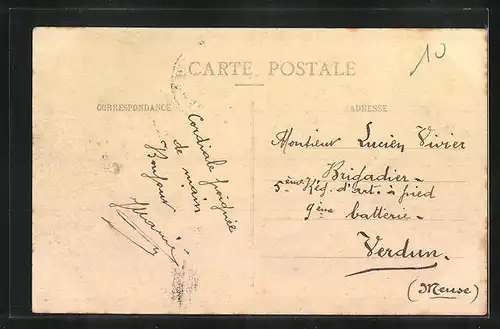 10
CARTE POSTALE
CORRESPONDANCE
ADRESSE
Cordiale poignée
de main
Bonjour
Monsieur Lucien Vivier
Brigadier -
5ème Rég. d'art. à pied
9ème batterie -
Verdun -
(Meuse)